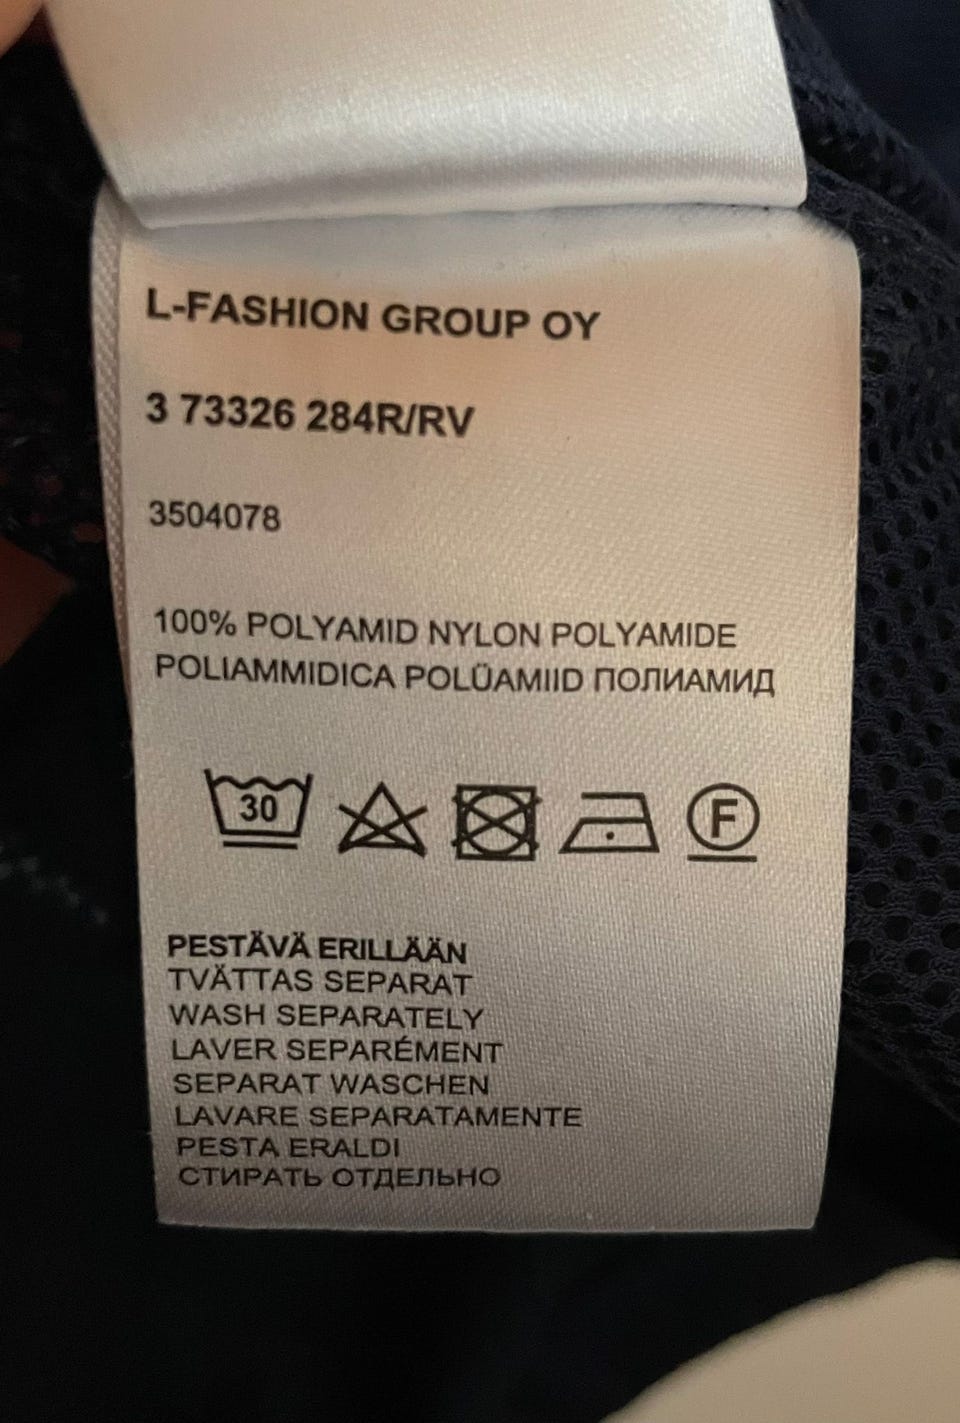 L-FASHION GROUP OY
3 73326 284R/RV
3504078
100% POLYAMID NYLON POLYAMIDE
POLIAMMIDICA POLÜAMIID ПОЛИАМИД
30 F
PESTÄVÄ ERILLÄÄN
TVÄTTAS SEPARAT
WASH SEPARATELY
LAVER SEPARÉMENT
SEPARAT WASCHEN
LAVARE SEPARATAMENTE
PESTA ERALDI
СТИРАТЬ ОТДЕЛЬНО